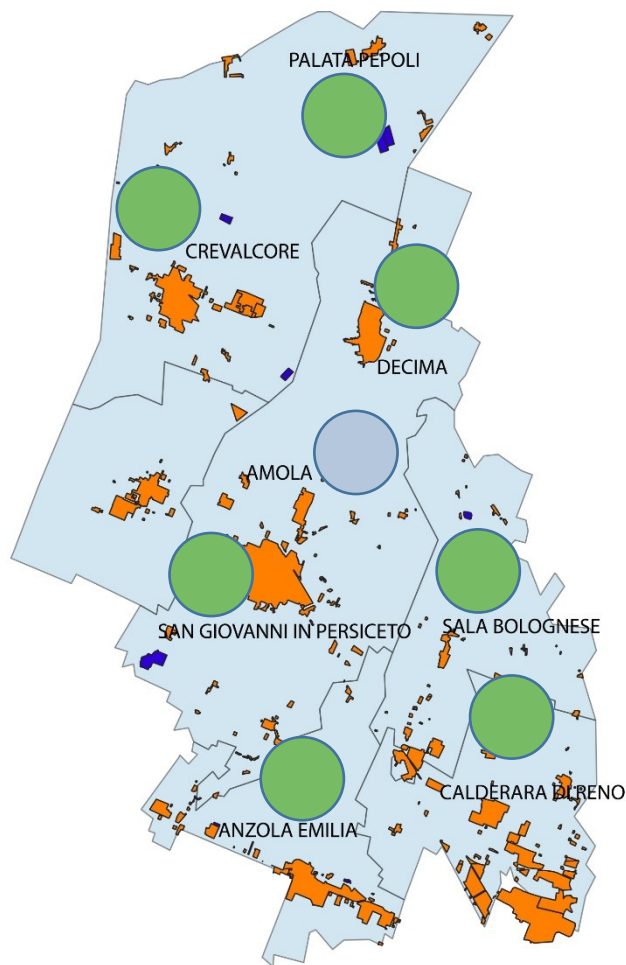 PALATA PEPOLI
CREVALCORE
DECIMA
AMOLA
SAN GIOVANNI IN PERSICETO
SALA BOLOGNESE
CALDERARA DI RENO
ANZOLA EMILIA